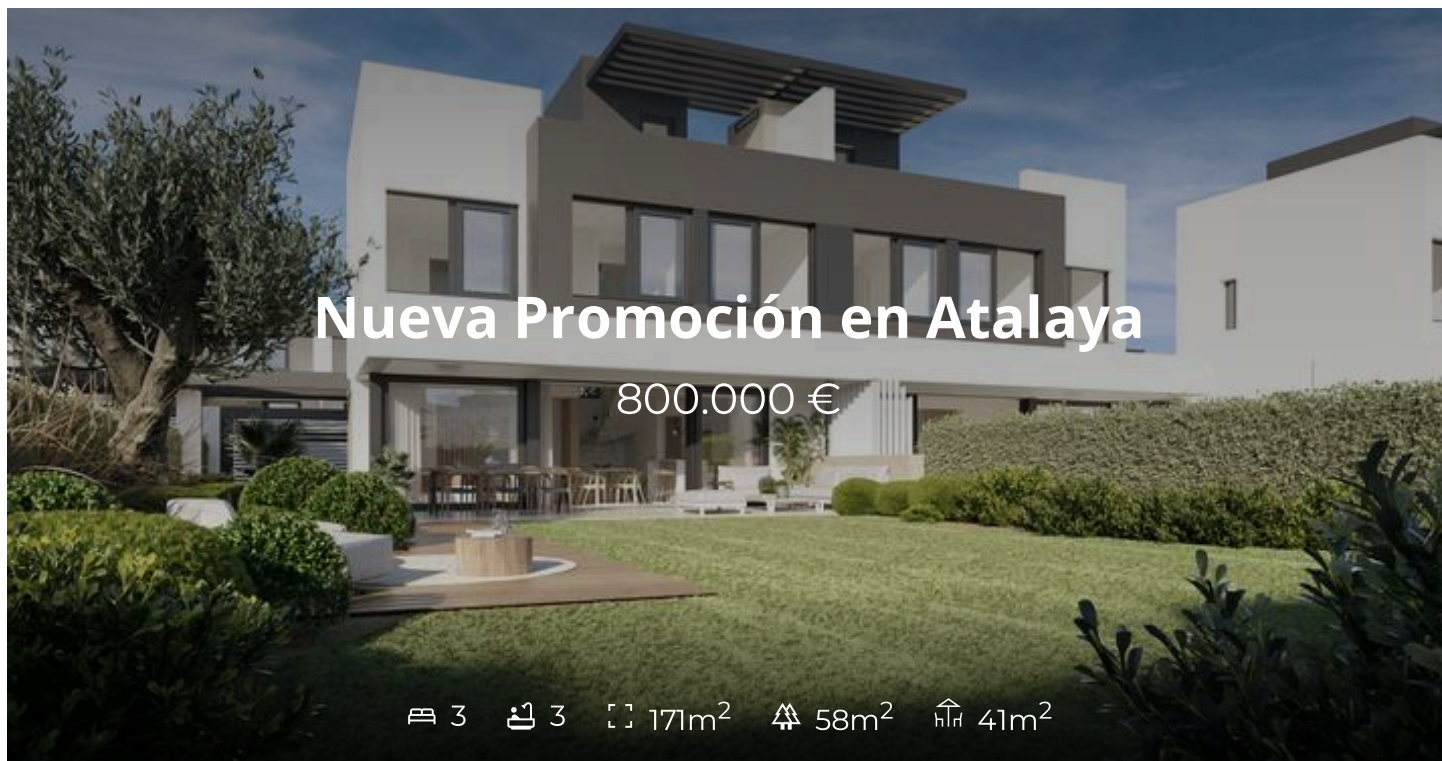 Nueva Promoción en Atalaya
800.000 €
3 3 171m² 58m² 41m²